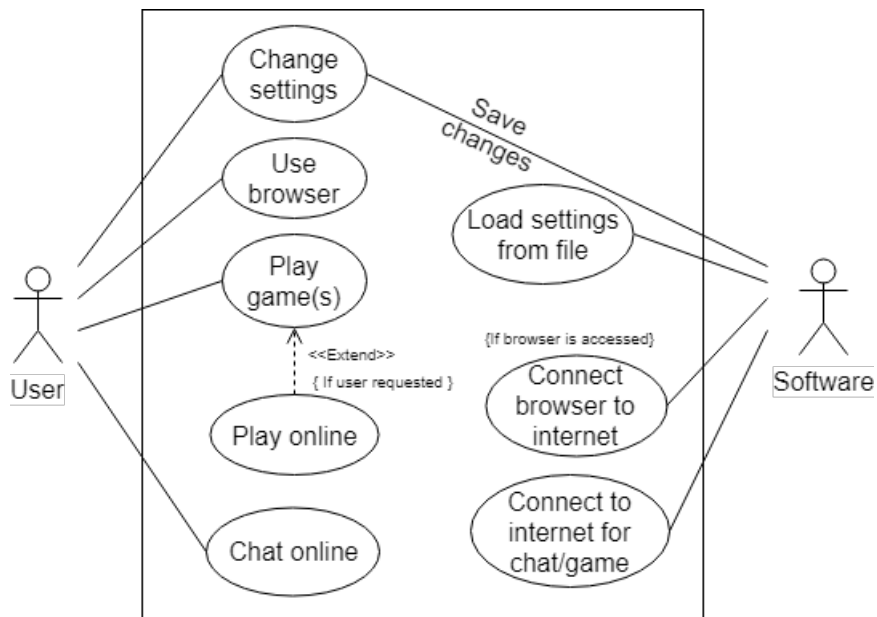 Change
settings
Save
changes
Use
browser
Load settings
from file
Play
game(s)
<<Extend>>
{ If user requested }
{If browser is accessed}
User
Software
Connect
browser to
internet
Play online
Connect to
internet for
chat/game
Chat online